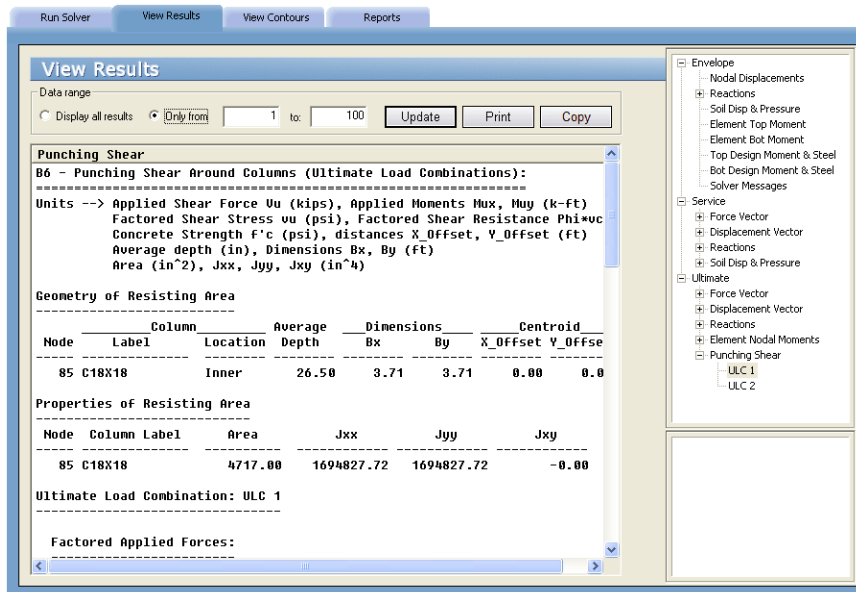 Run Solver View Results View Contours Reports
View Results
Data range
Display all results Only from 1 to: 100 Update Print Copy
Punching Shear
B6 - Punching Shear Around Columns (Ultimate Load Combinations):
================================================================
Units --> Applied Shear Force Vu (kips), Applied Moments Mux, Muy (k-ft)
Factored Shear Stress vu (psi), Factored Shear Resistance Phi*vc
Concrete Strength f'c (psi), distances X_Offset, Y_Offset (ft)
Average depth (in), Dimensions Bx, By (ft)
Area (in^2), Jxx, Jyy, Jxy (in^4)
Geometry of Resisting Area
--------------------------
_________Column_________ Average ___Dimensions____ _____Centroid___
Node Label Location Depth Bx By X_Offset Y_Offse
----- -------------- -------- ------- -------- -------- -------- -------
85 C18X18 Inner 26.50 3.71 3.71 0.00 0.0
Properties of Resisting Area
----------------------------
Node Column Label Area Jxx Jyy Jxy
----- -------------- ------------ ------------ ------------ ------------
85 C18X18 4717.00 1694827.72 1694827.72 -0.00
Ultimate Load Combination: ULC 1
--------------------------------
Factored Applied Forces:
------------------------
Envelope
Nodal Displacements
Reactions
Soil Disp & Pressure
Element Top Moment
Element Bot Moment
Top Design Moment & Steel
Bot Design Moment & Steel
Solver Messages
Service
Force Vector
Displacement Vector
Reactions
Soil Disp & Pressure
Ultimate
Force Vector
Displacement Vector
Reactions
Element Nodal Moments
Punching Shear
ULC 1
ULC 2